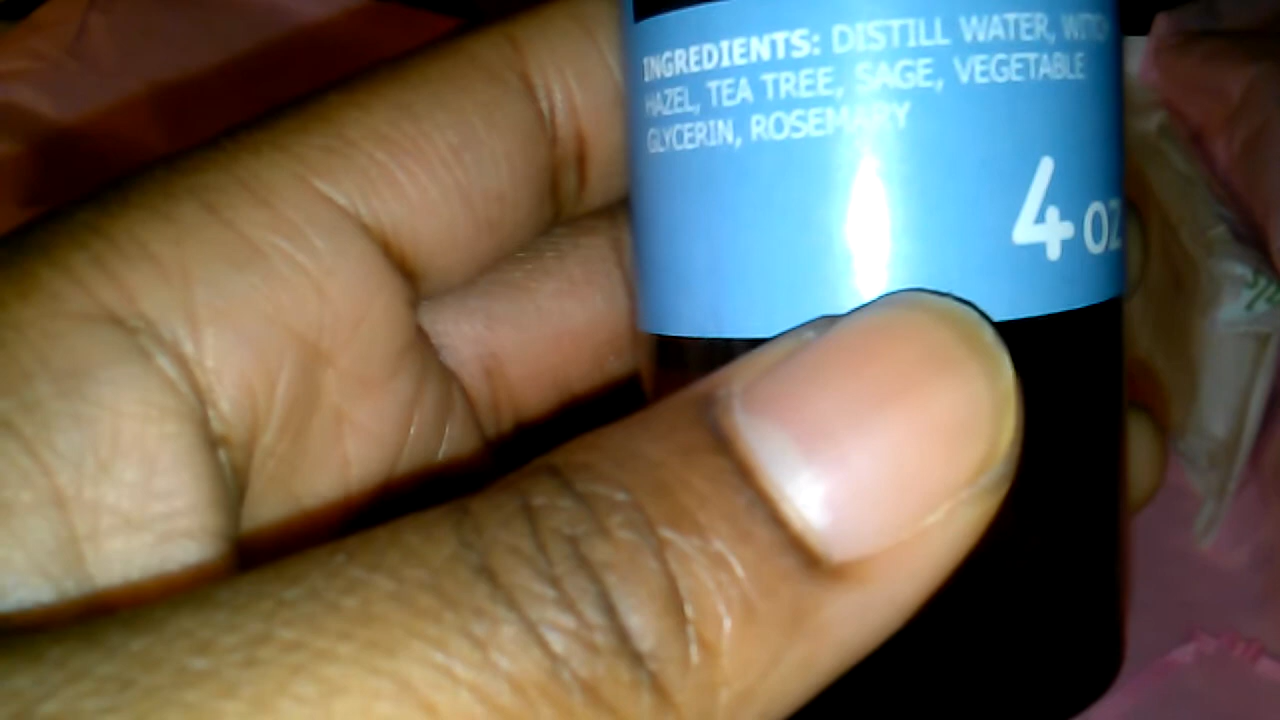 INGREDIENTS: DISTILL WATER, WITCH
HAZEL, TEA TREE, SAGE, VEGETABLE
GLYCERIN, ROSEMARY
4 OZ